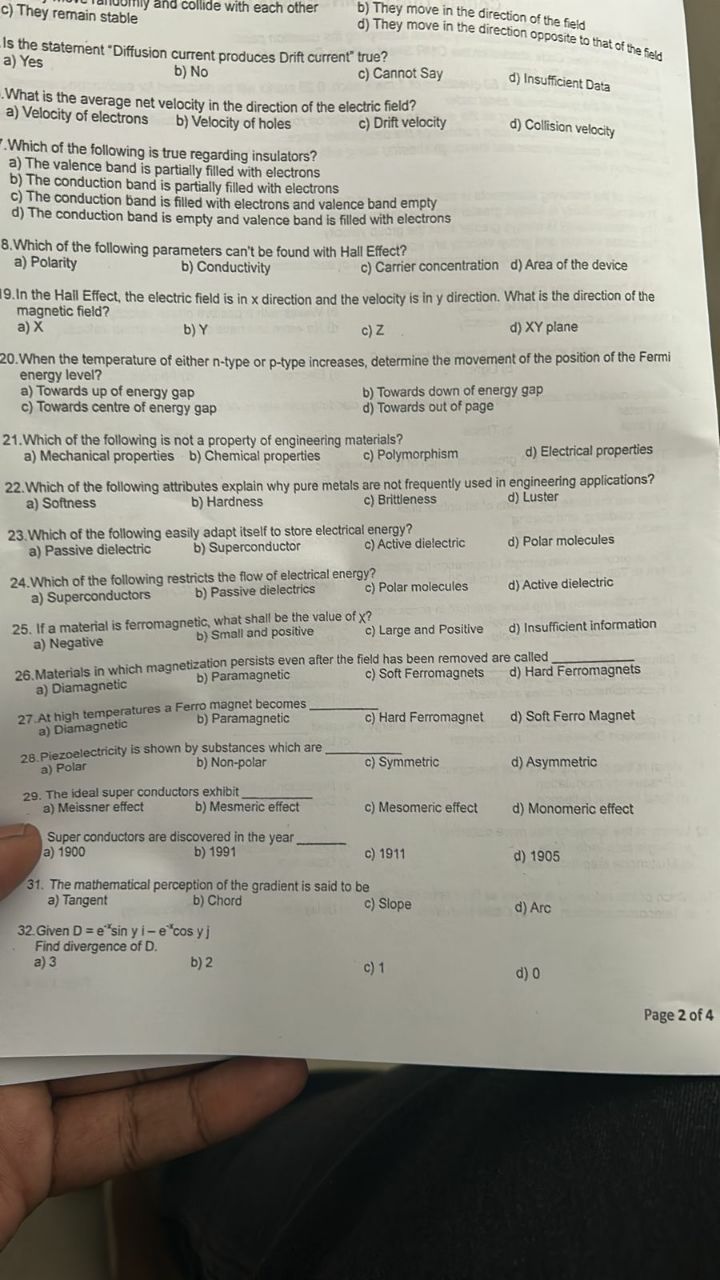 randomly and collide with each other b) They move in the direction of the field
c) They remain stable d) They move in the direction opposite to that of the field
.Is the statement "Diffusion current produces Drift current" true?
a) Yes b) No c) Cannot Say d) Insufficient Data
.What is the average net velocity in the direction of the electric field?
a) Velocity of electrons b) Velocity of holes c) Drift velocity d) Collision velocity
7.Which of the following is true regarding insulators?
a) The valence band is partially filled with electrons
b) The conduction band is partially filled with electrons
c) The conduction band is filled with electrons and valence band empty
d) The conduction band is empty and valence band is filled with electrons
8.Which of the following parameters can't be found with Hall Effect?
a) Polarity b) Conductivity c) Carrier concentration d) Area of the device
19.In the Hall Effect, the electric field is in x direction and the velocity is in y direction. What is the direction of the
magnetic field?
a) X b) Y c) Z d) XY plane
20.When the temperature of either n-type or p-type increases, determine the movement of the position of the Fermi
energy level?
a) Towards up of energy gap b) Towards down of energy gap
c) Towards centre of energy gap d) Towards out of page
21.Which of the following is not a property of engineering materials?
a) Mechanical properties b) Chemical properties c) Polymorphism d) Electrical properties
22.Which of the following attributes explain why pure metals are not frequently used in engineering applications?
a) Softness b) Hardness c) Brittleness d) Luster
23.Which of the following easily adapt itself to store electrical energy?
a) Passive dielectric b) Superconductor c) Active dielectric d) Polar molecules
24.Which of the following restricts the flow of electrical energy?
a) Superconductors b) Passive dielectrics c) Polar molecules d) Active dielectric
25. If a material is ferromagnetic, what shall be the value of χ?
a) Negative b) Small and positive c) Large and Positive d) Insufficient information
26.Materials in which magnetization persists even after the field has been removed are called ____________
a) Diamagnetic b) Paramagnetic c) Soft Ferromagnets d) Hard Ferromagnets
27.At high temperatures a Ferro magnet becomes __________
a) Diamagnetic b) Paramagnetic c) Hard Ferromagnet d) Soft Ferro Magnet
28.Piezoelectricity is shown by substances which are ___________
a) Polar b) Non-polar c) Symmetric d) Asymmetric
29. The ideal super conductors exhibit __________
a) Meissner effect b) Mesmeric effect c) Mesomeric effect d) Monomeric effect
Super conductors are discovered in the year _______
a) 1900 b) 1991 c) 1911 d) 1905
31. The mathematical perception of the gradient is said to be
a) Tangent b) Chord c) Slope d) Arc
32.Given D = e⁻ˣsin y i – e⁻ˣcos y j
Find divergence of D.
a) 3 b) 2 c) 1 d) 0
Page 2 of 4